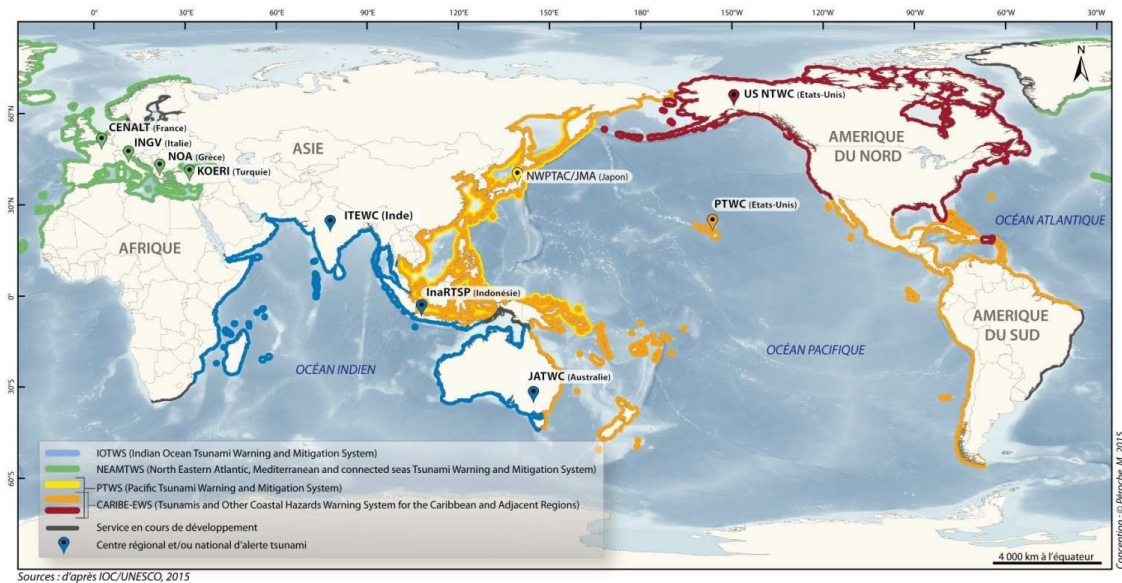 0° 30°E 60°E 90°E 120°E 150°E 180° 150°W 120°W 90°W 60°W 30°W
N
60°N
US NTWC (Etats-Unis)
CENALT (France)
INGV (Italie)
NOA (Grèce)
KOERI (Turquie)
ASIE
AMERIQUE
DU NORD
NWPTAC/JMA (Japon)
30°N
ITEWC (Inde)
PTWC (Etats-Unis)
OCÉAN ATLANTIQUE
AFRIQUE
0°
InaRTSP (Indonésie)
AMERIQUE
DU SUD
OCÉAN PACIFIQUE
OCÉAN INDIEN
JATWC (Australie)
30°S
60°S
IOTWS (Indian Ocean Tsunami Warning and Mitigation System)
NEAMTWS (North Eastern Atlantic, Mediterranean and connected seas Tsunami Warning and Mitigation System)
PTWS (Pacific Tsunami Warning and Mitigation System)
CARIBE-EWS (Tsunamis and Other Coastal Hazards Warning System for the Caribbean and Adjacent Regions)
Service en cours de développement
Centre régional et/ou national d'alerte tsunami
4 000 km à l'équateur
Conception : © Péroche, M. 2015
Sources : d'après IOC/UNESCO, 2015